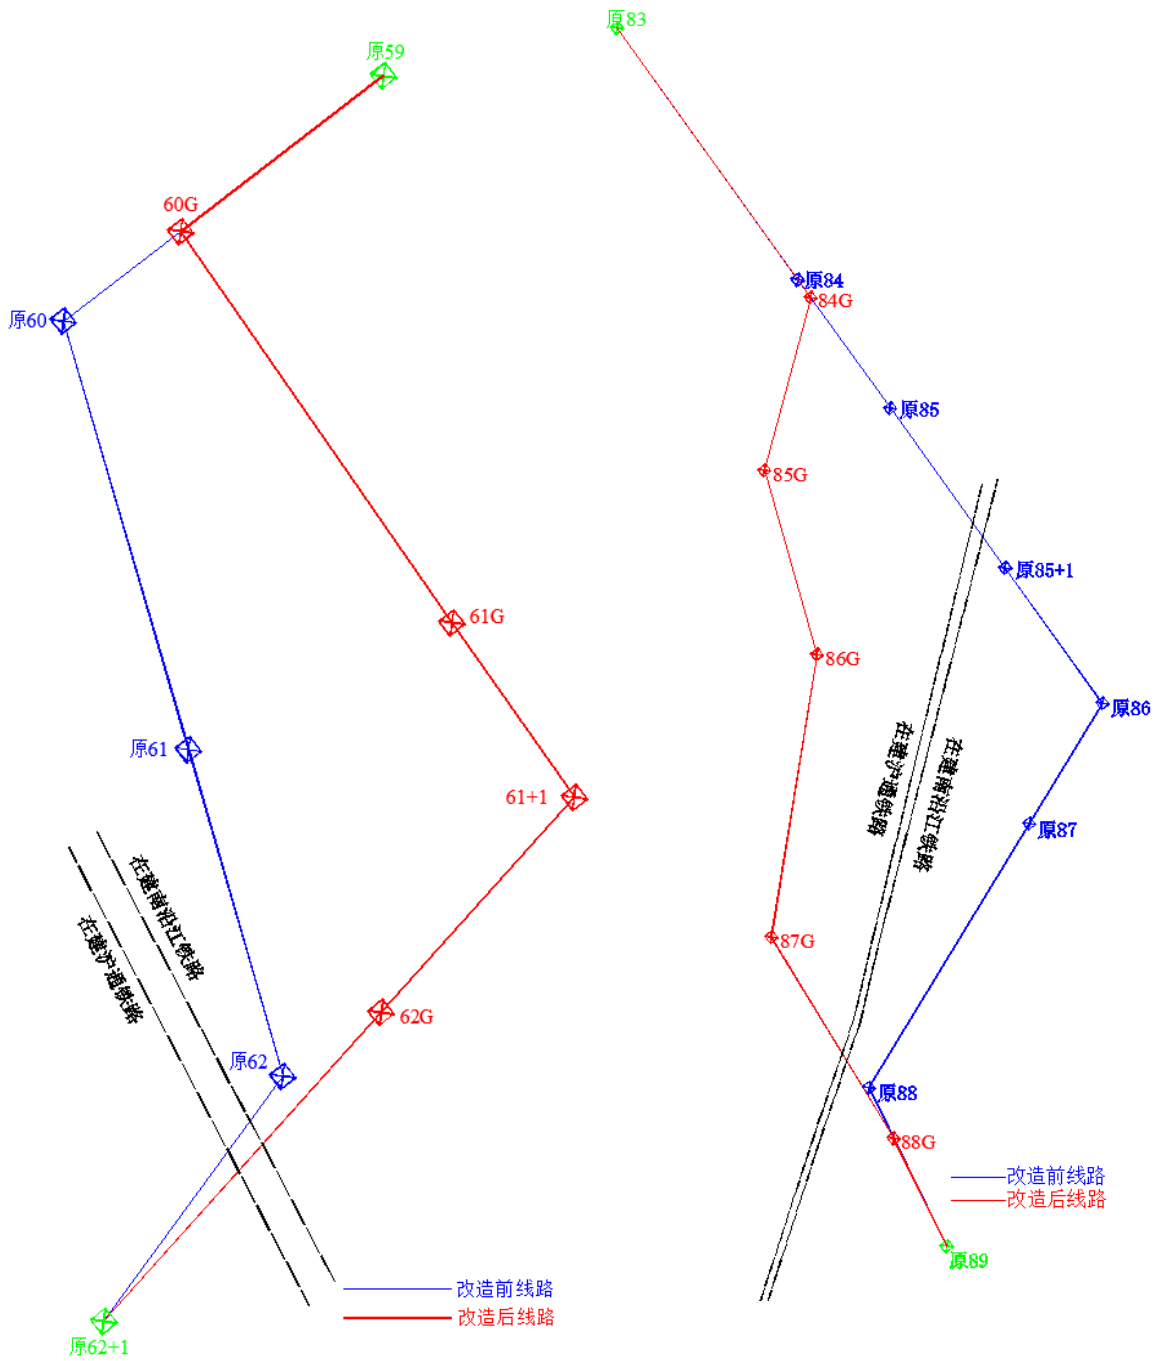 原59
60G
原60
61G
原61
61+1
在建南沿江铁路
在建沪通铁路
62G
原62
改造前线路
改造后线路
原62+1
原83
原84
84G
原85
85G
原85+1
86G
原86
在建沪通铁路
在建南沿江铁路
原87
87G
原88
88G
改造前线路
改造后线路
原89